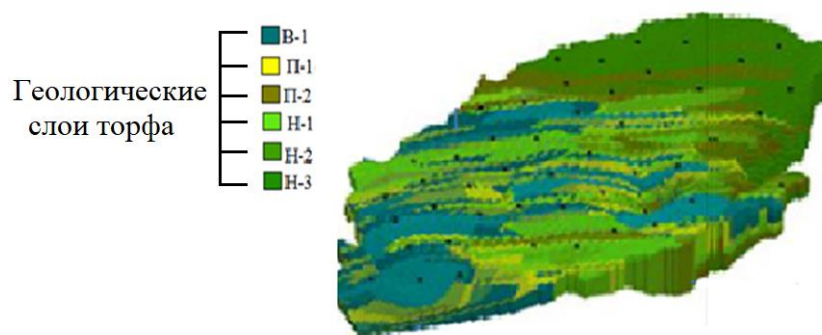 Геологические
слои торфа
В-1
П-1
П-2
Н-1
Н-2
Н-3